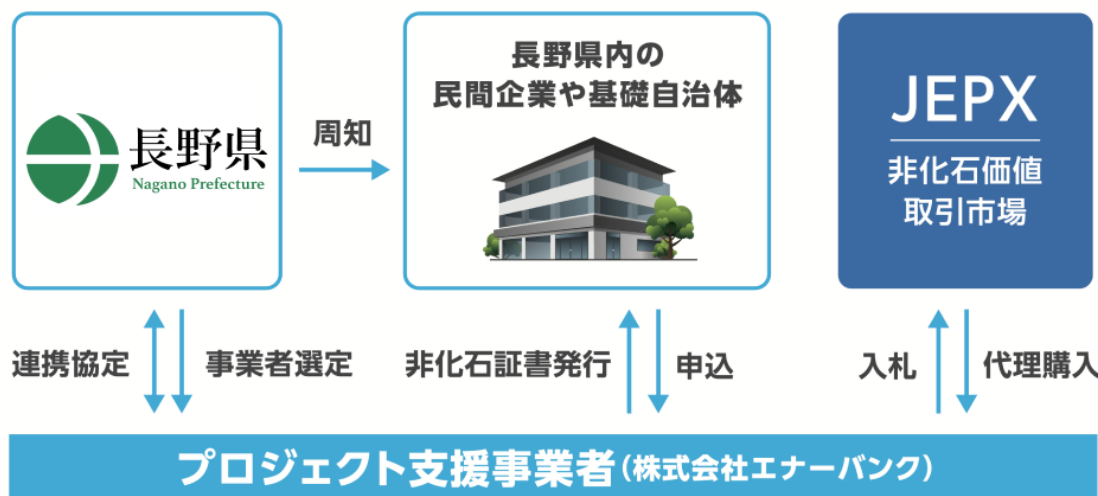 長野県
Nagano Prefecture
周知
長野県内の
民間企業や基礎自治体
JEPX
非化石価値
取引市場
連携協定
事業者選定
非化石証書発行
申込
入札
代理購入
プロジェクト支援事業者(株式会社エナーバンク)